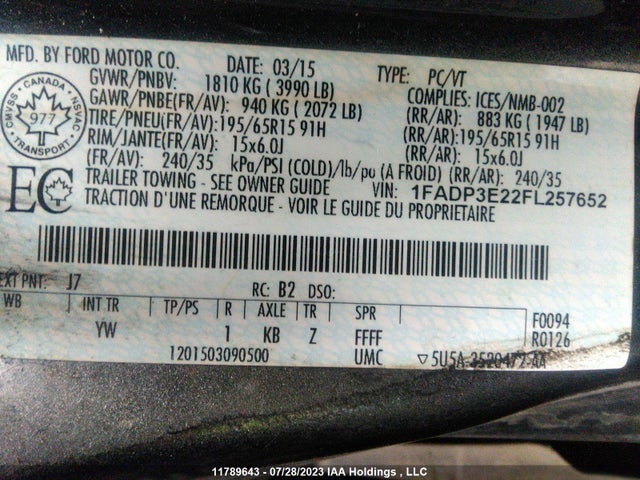 MFD. BY FORD MOTOR CO. DATE: 03/15 TYPE: PC/VT
GVWR/PNBV: 1810 KG ( 3990 LB)
GAWR/PNBE(FR/AV): 940 KG ( 2072 LB) COMPLIES: ICES/NMB-002
(RR/AR): 883 KG ( 1947 LB)
TIRE/PNEU(FR/AV): 195/65R15 91H (RR/AR): 195/65R15 91H
RIM/JANTE(FR/AV): 15x6.0J (RR/AR): 15x6.0J
(FR/AV): 240/35 kPa/PSI (COLD)/lb/po (A FROID) (RR/AR): 240/35
TRAILER TOWING - SEE OWNER GUIDE VIN: 1FADP3E22FL257652
TRACTION D'UNE REMORQUE - VOIR LE GUIDE DU PROPRIETAIRE
CMVSS CANADA NSVAC
977
TRANSPORT
EC
EXT PNT: J7 RC: B2 DSO:
WB INT TR TP/PS R AXLE TR SPR
YW 1 KB Z FFFF F0094
R0126
1201503090500 UMC ▽5U5A-3520472-AA
11789643 - 07/28/2023 IAA Holdings , LLC